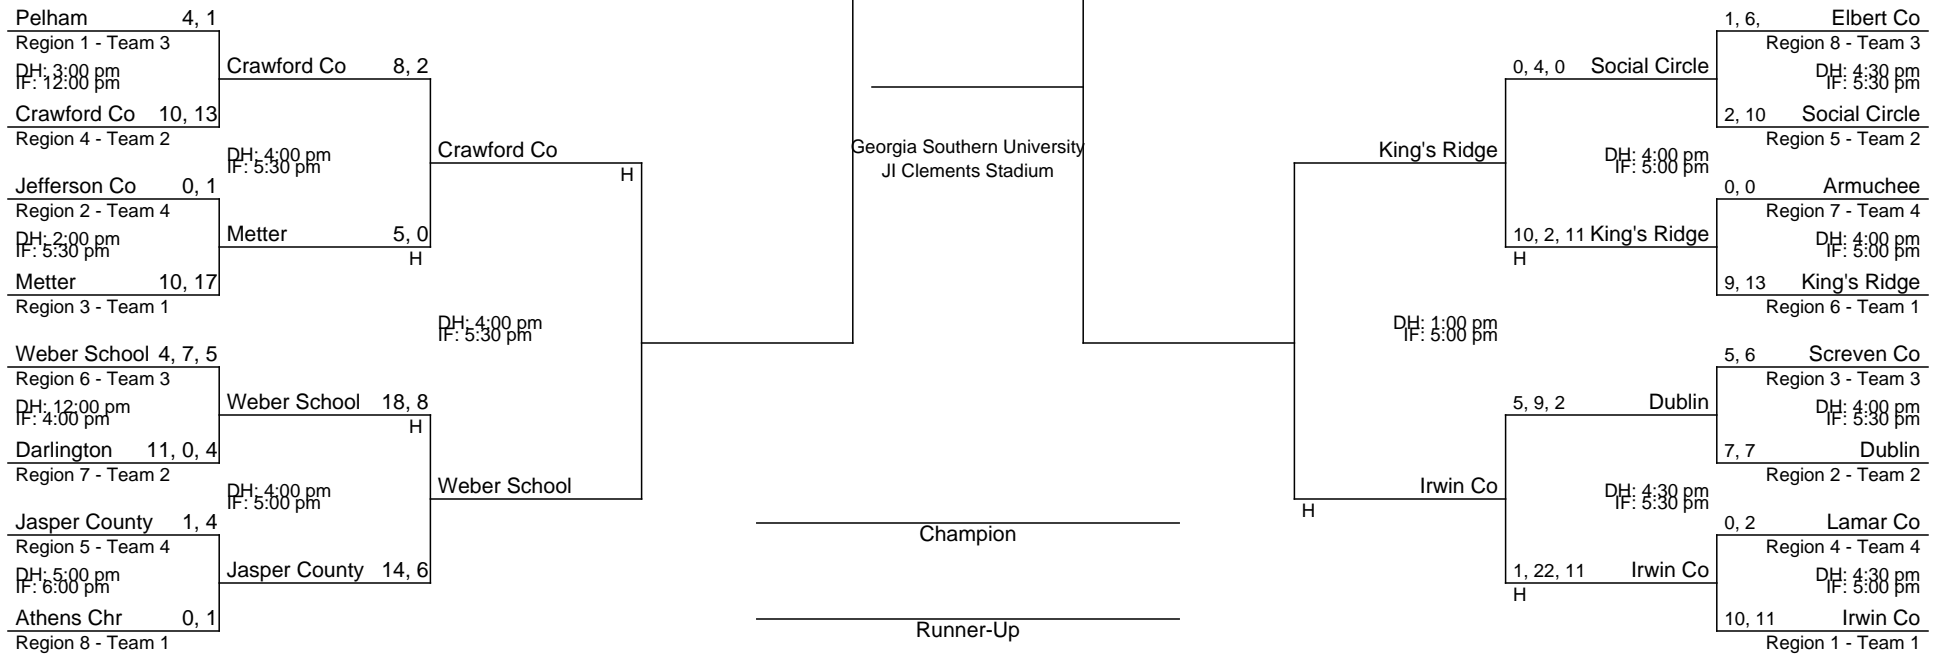 Pelham 4, 1
Region 1 - Team 3
DH: 3:00 pm
IF: 12:00 pm
Crawford Co 10, 13
Region 4 - Team 2
Jefferson Co 0, 1
Region 2 - Team 4
DH: 2:00 pm
IF: 5:30 pm
Metter 10, 17
Region 3 - Team 1
Weber School 4, 7, 5
Region 6 - Team 3
DH: 12:00 pm
IF: 4:00 pm
Darlington 11, 0, 4
Region 7 - Team 2
Jasper County 1, 4
Region 5 - Team 4
DH: 5:00 pm
IF: 6:00 pm
Athens Chr 0, 1
Region 8 - Team 1
Crawford Co 8, 2
DH: 4:00 pm
IF: 5:30 pm
Metter 5, 0
H
Weber School 18, 8
H
DH: 4:00 pm
IF: 5:00 pm
Jasper County 14, 6
Crawford Co
H
DH: 4:00 pm
IF: 5:30 pm
Weber School
Georgia Southern University
JI Clements Stadium
Champion
Runner-Up
King's Ridge
DH: 1:00 pm
IF: 5:00 pm
Irwin Co
H
0, 4, 0 Social Circle
DH: 4:00 pm
IF: 5:00 pm
10, 2, 11 King's Ridge
H
5, 9, 2 Dublin
DH: 4:30 pm
IF: 5:30 pm
1, 22, 11 Irwin Co
H
1, 6, Elbert Co
Region 8 - Team 3
DH: 4:30 pm
IF: 5:30 pm
2, 10 Social Circle
Region 5 - Team 2
0, 0 Armuchee
Region 7 - Team 4
DH: 4:00 pm
IF: 5:00 pm
9, 13 King's Ridge
Region 6 - Team 1
5, 6 Screven Co
Region 3 - Team 3
DH: 4:00 pm
IF: 5:30 pm
7, 7 Dublin
Region 2 - Team 2
0, 2 Lamar Co
Region 4 - Team 4
DH: 4:30 pm
IF: 5:00 pm
10, 11 Irwin Co
Region 1 - Team 1